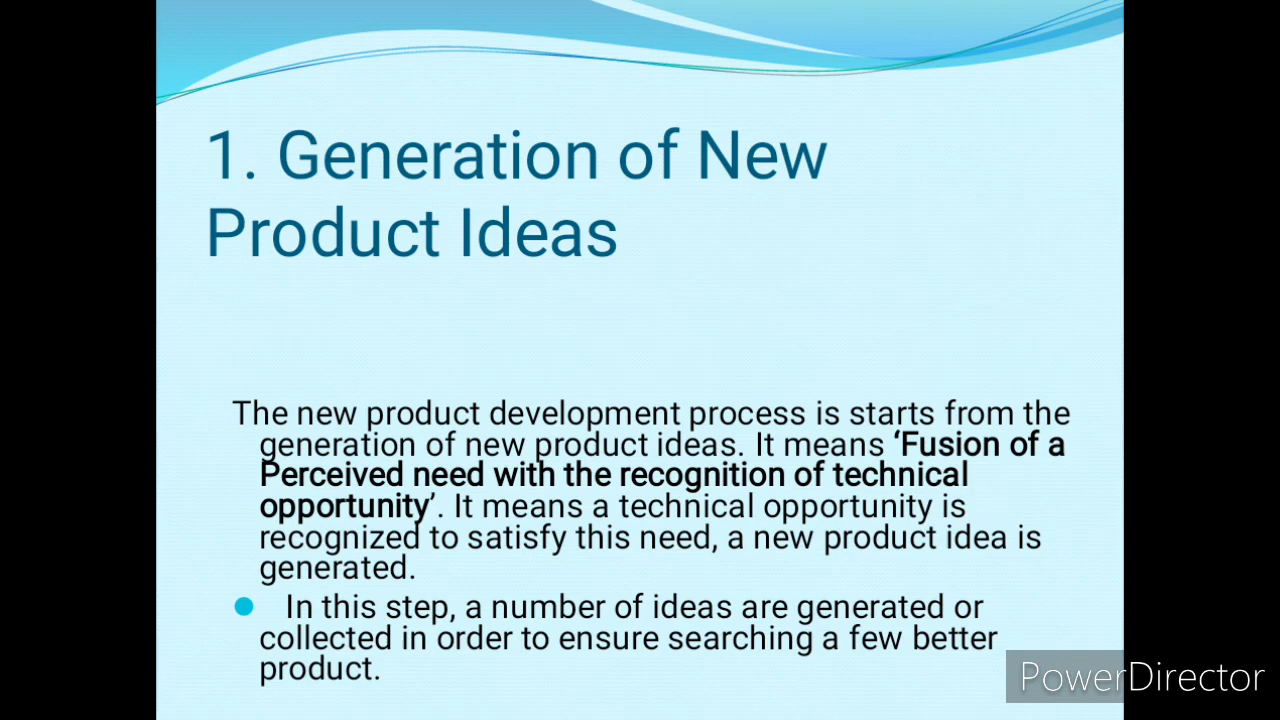 1. Generation of New
Product Ideas
The new product development process is starts from the
generation of new product ideas. It means ‘Fusion of a
Perceived need with the recognition of technical
opportunity’. It means a technical opportunity is
recognized to satisfy this need, a new product idea is
generated.
In this step, a number of ideas are generated or
collected in order to ensure searching a few better
product.
PowerDirector